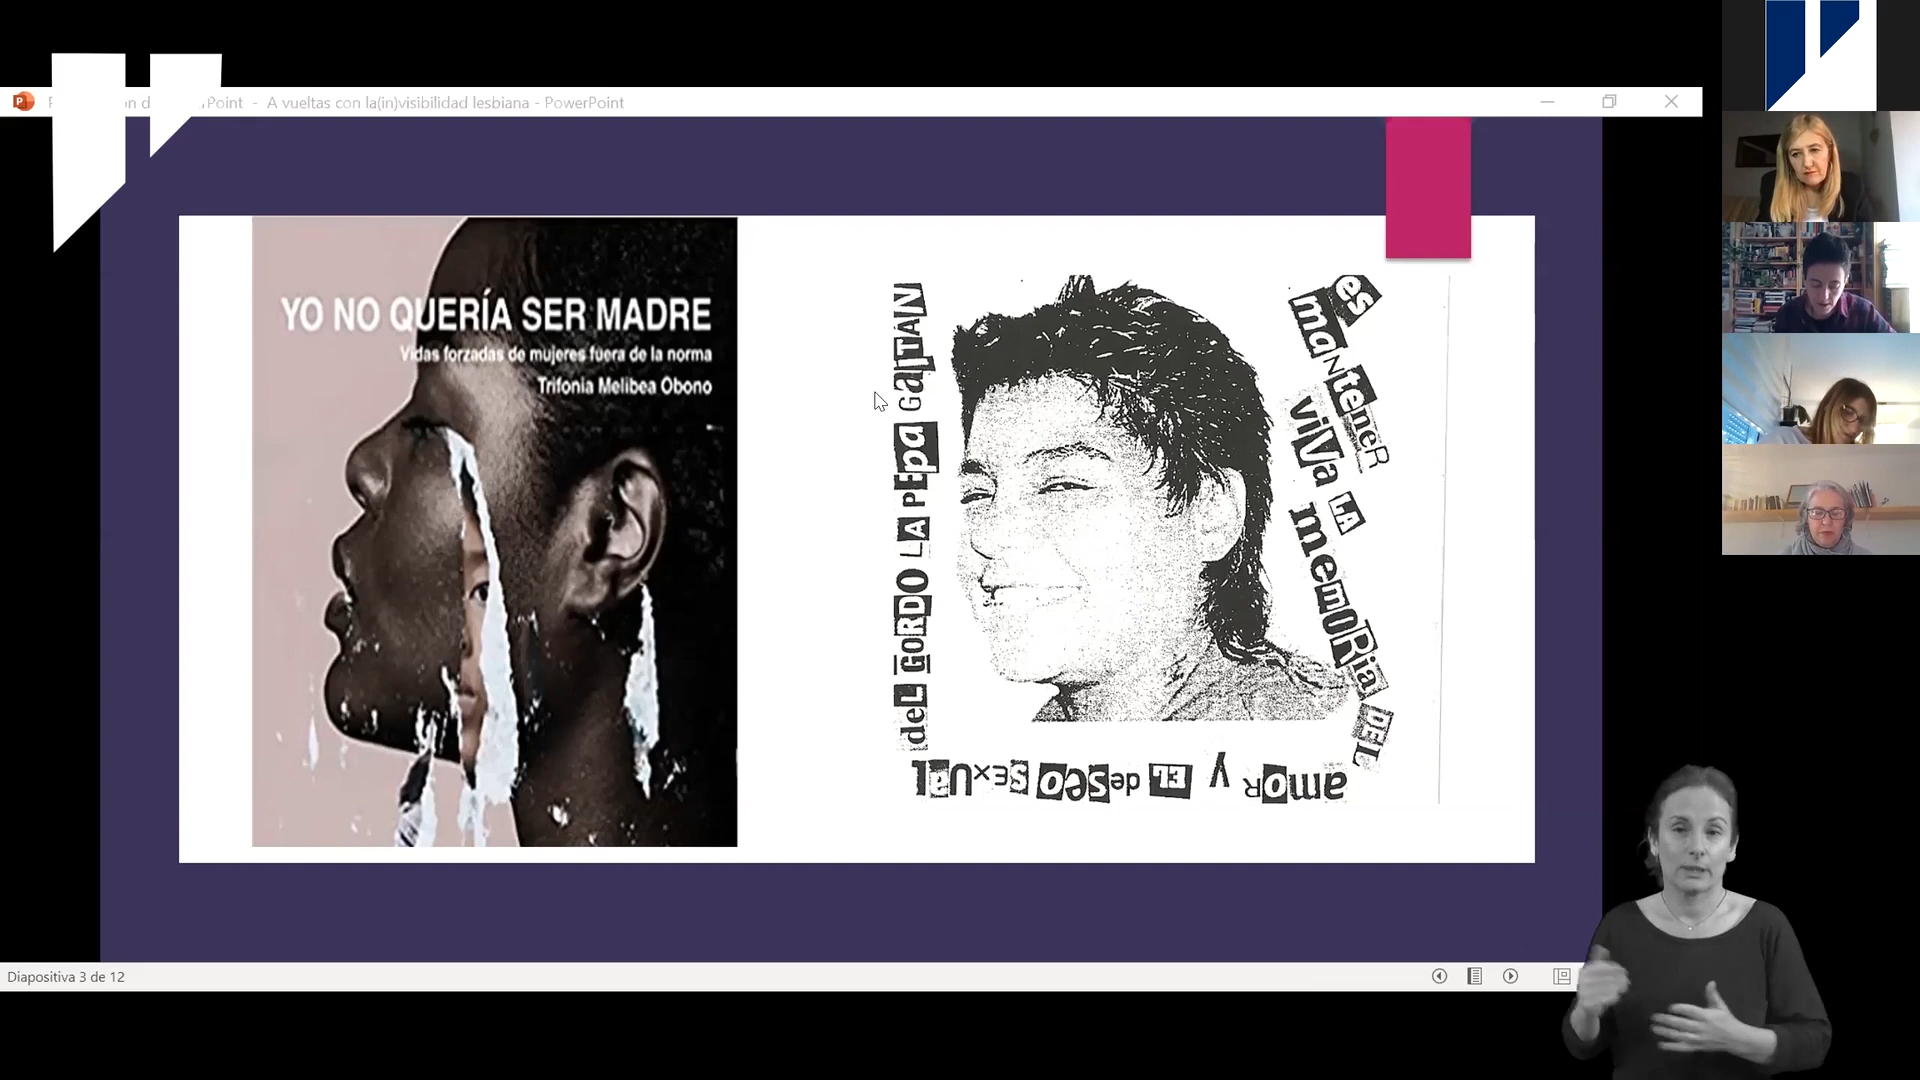 Point - A vueltas con la(in)visibilidad lesbiana - PowerPoint
YO NO QUERÍA SER MADRE
Vidas forzadas de mujeres fuera de la norma
Trifonia Melibea Obono
es
manteneR
viVa LA
memoRia DEL
amoR y EL deseo sexUal
deL GORDO LA PEpa GaITÁN
Diapositiva 3 de 12